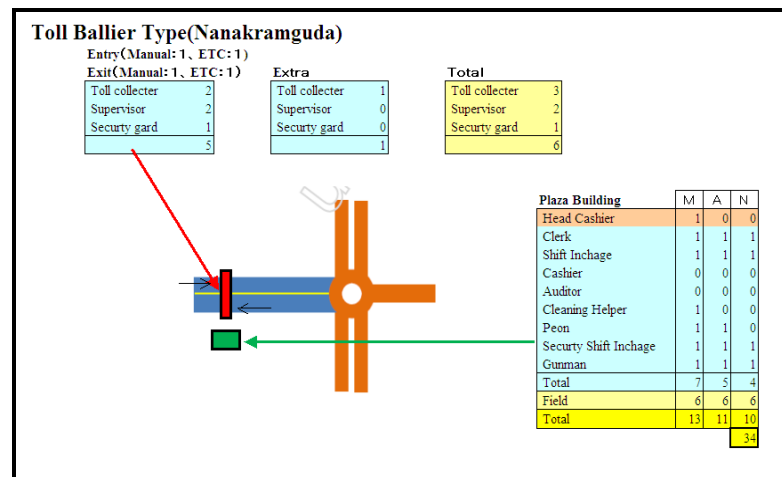 Toll Ballier Type(Nanakramguda)
Entry(Manual:1、ETC:1)
Exit(Manual:1、ETC:1) Extra Total
Toll collecter 2 Toll collecter 1 Toll collecter 3
Supervisor 2 Supervisor 0 Supervisor 2
Securty gard 1 Securty gard 0 Securty gard 1
5 1 6
Plaza Building M A N
Head Cashier 1 0 0
Clerk 1 1 1
Shift Inchage 1 1 1
Cashier 0 0 0
Auditor 0 0 0
Cleaning Helper 1 0 0
Peon 1 1 0
Securty Shift Inchage 1 1 1
Gunman 1 1 1
Total 7 5 4
Field 6 6 6
Total 13 11 10
34